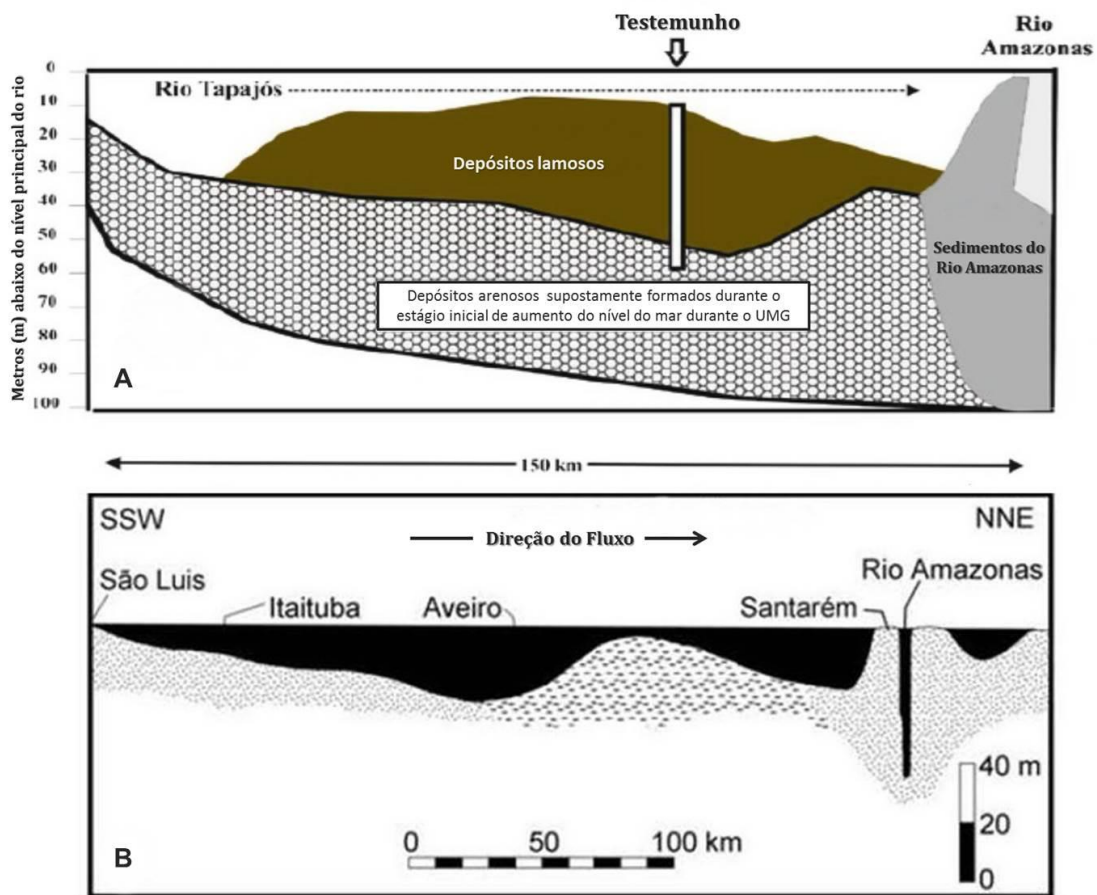 Testemunho
Rio
Amazonas
Metros (m) abaixo do nível principal do rio
0
10
20
30
40
50
60
70
80
90
100
Rio Tapajós
Depósitos lamosos
Sedimentos do
Rio Amazonas
Depósitos arenosos supostamente formados durante o
estágio inicial de aumento do nível do mar durante o UMG
A
150 km
SSW
NNE
Direção do Fluxo
São Luis
Itaituba
Aveiro
Santarém
Rio Amazonas
40 m
20
0
0 50 100 km
B